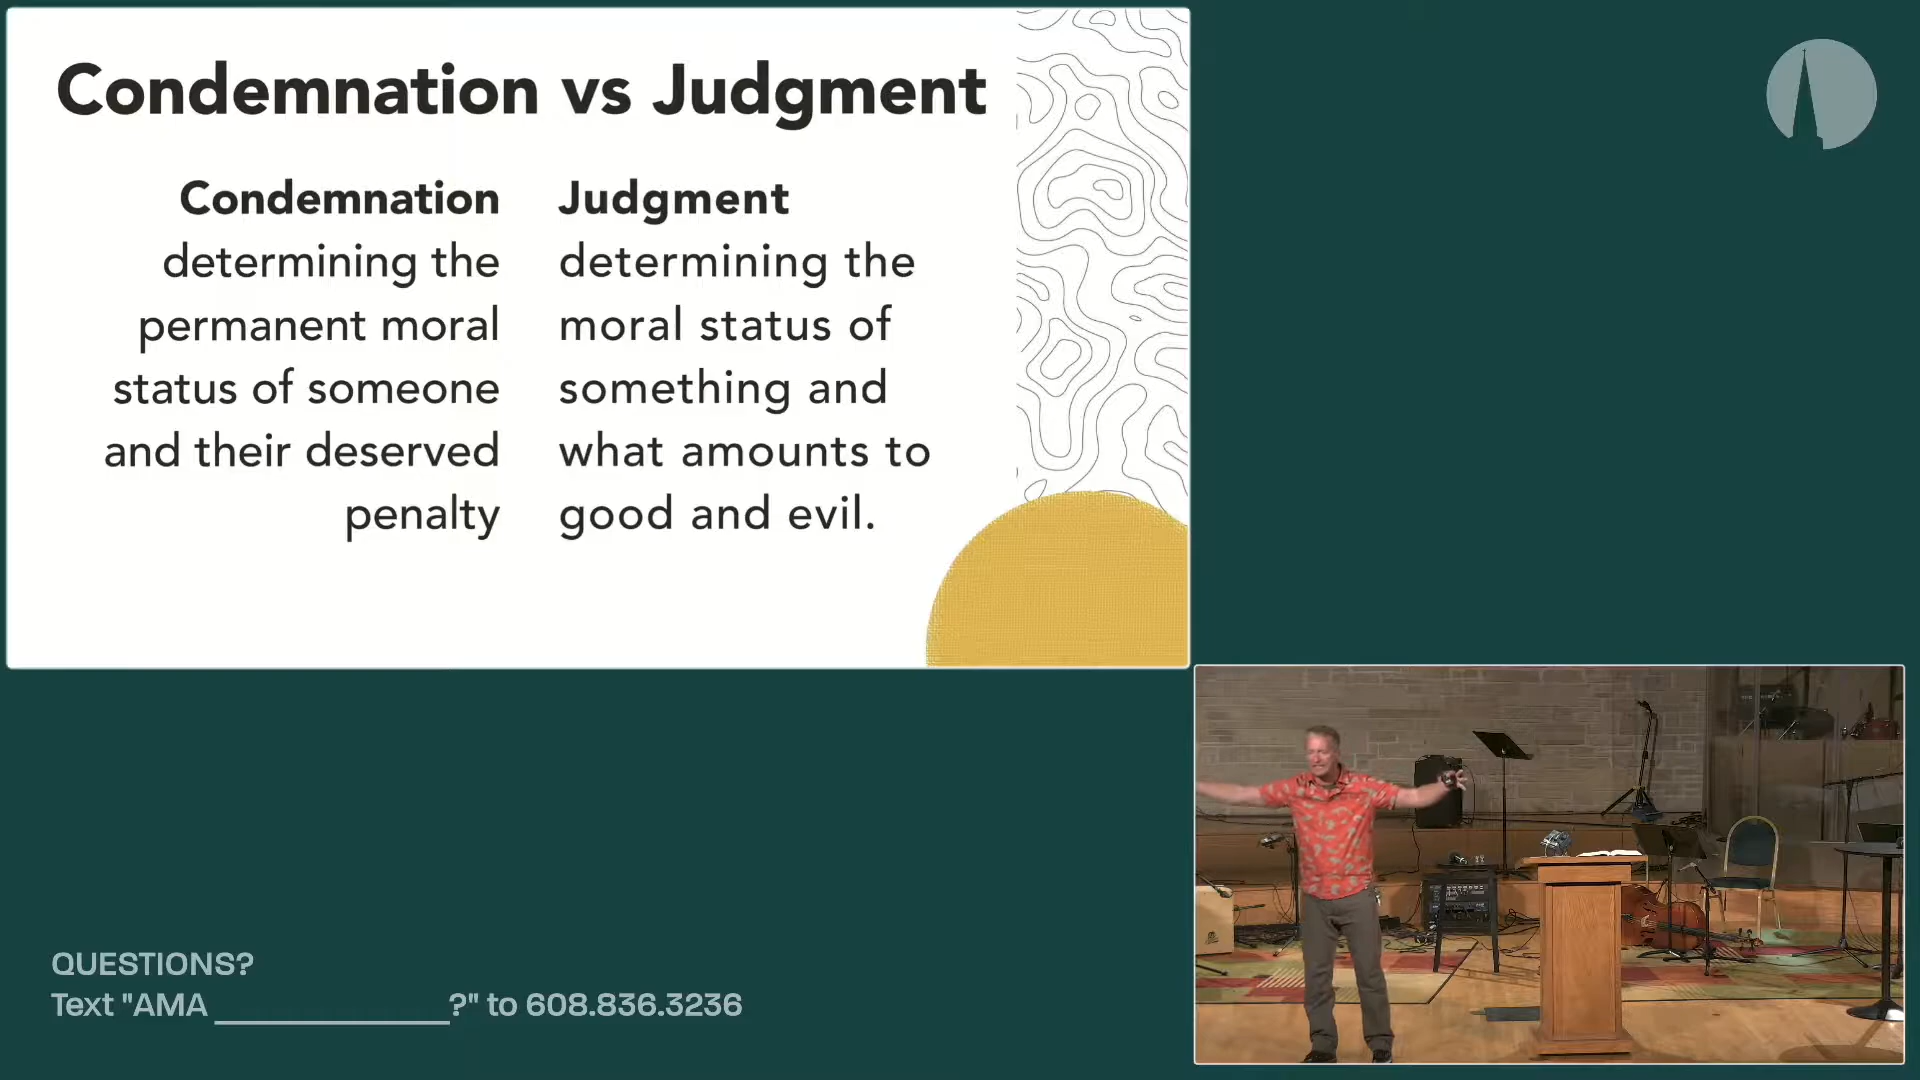 Condemnation vs Judgment
Condemnation
determining the
permanent moral
status of someone
and their deserved
penalty
Judgment
determining the
moral status of
something and
what amounts to
good and evil.
QUESTIONS?
Text "AMA ______________?" to 608.836.3236